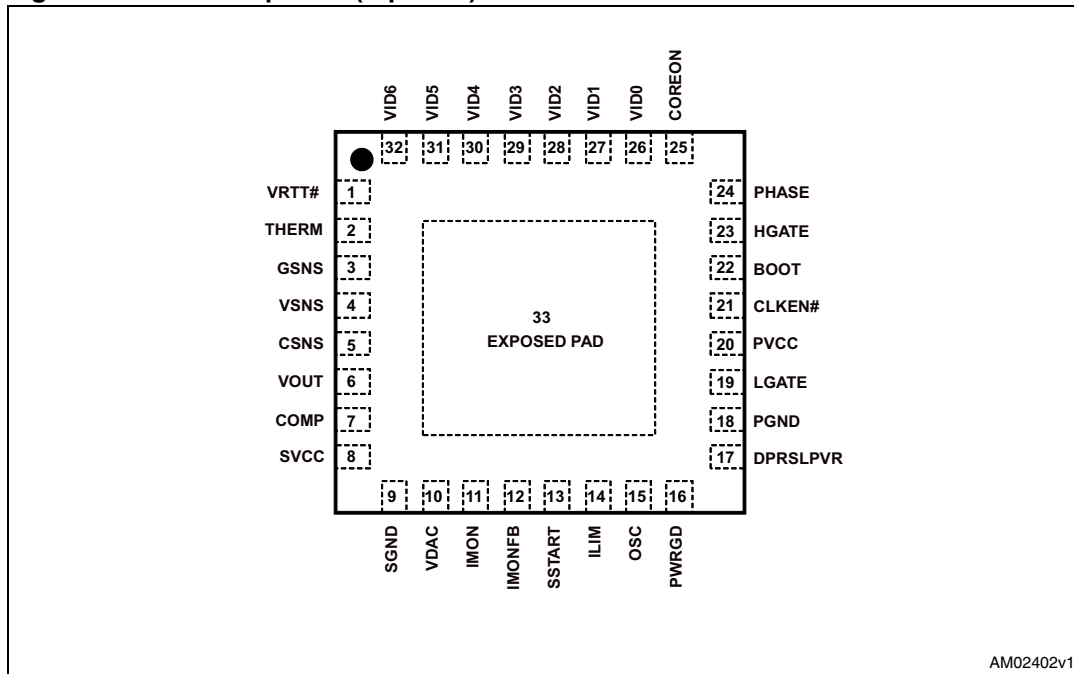 VID6 VID5 VID4 VID3 VID2 VID1 VID0 COREON
32 31 30 29 28 27 26 25
VRTT# 1 24 PHASE
THERM 2 23 HGATE
GSNS 3 22 BOOT
VSNS 4 21 CLKEN#
33
CSNS 5 EXPOSED PAD 20 PVCC
VOUT 6 19 LGATE
COMP 7 18 PGND
SVCC 8 17 DPRSLPVR
9 10 11 12 13 14 15 16
SGND VDAC IMON IMONFB SSTART ILIM OSC PWRGD
AM02402v1